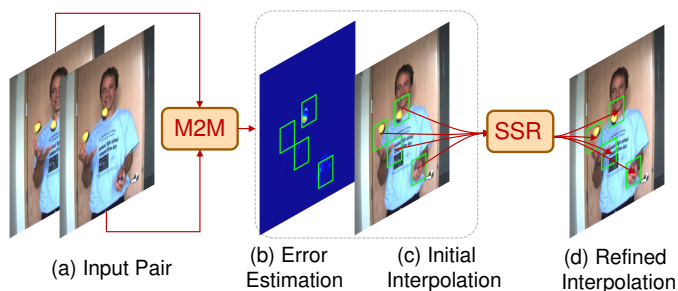 M2M
SSR
(a) Input Pair
(b) Error
Estimation
(c) Initial
Interpolation
(d) Refined
Interpolation